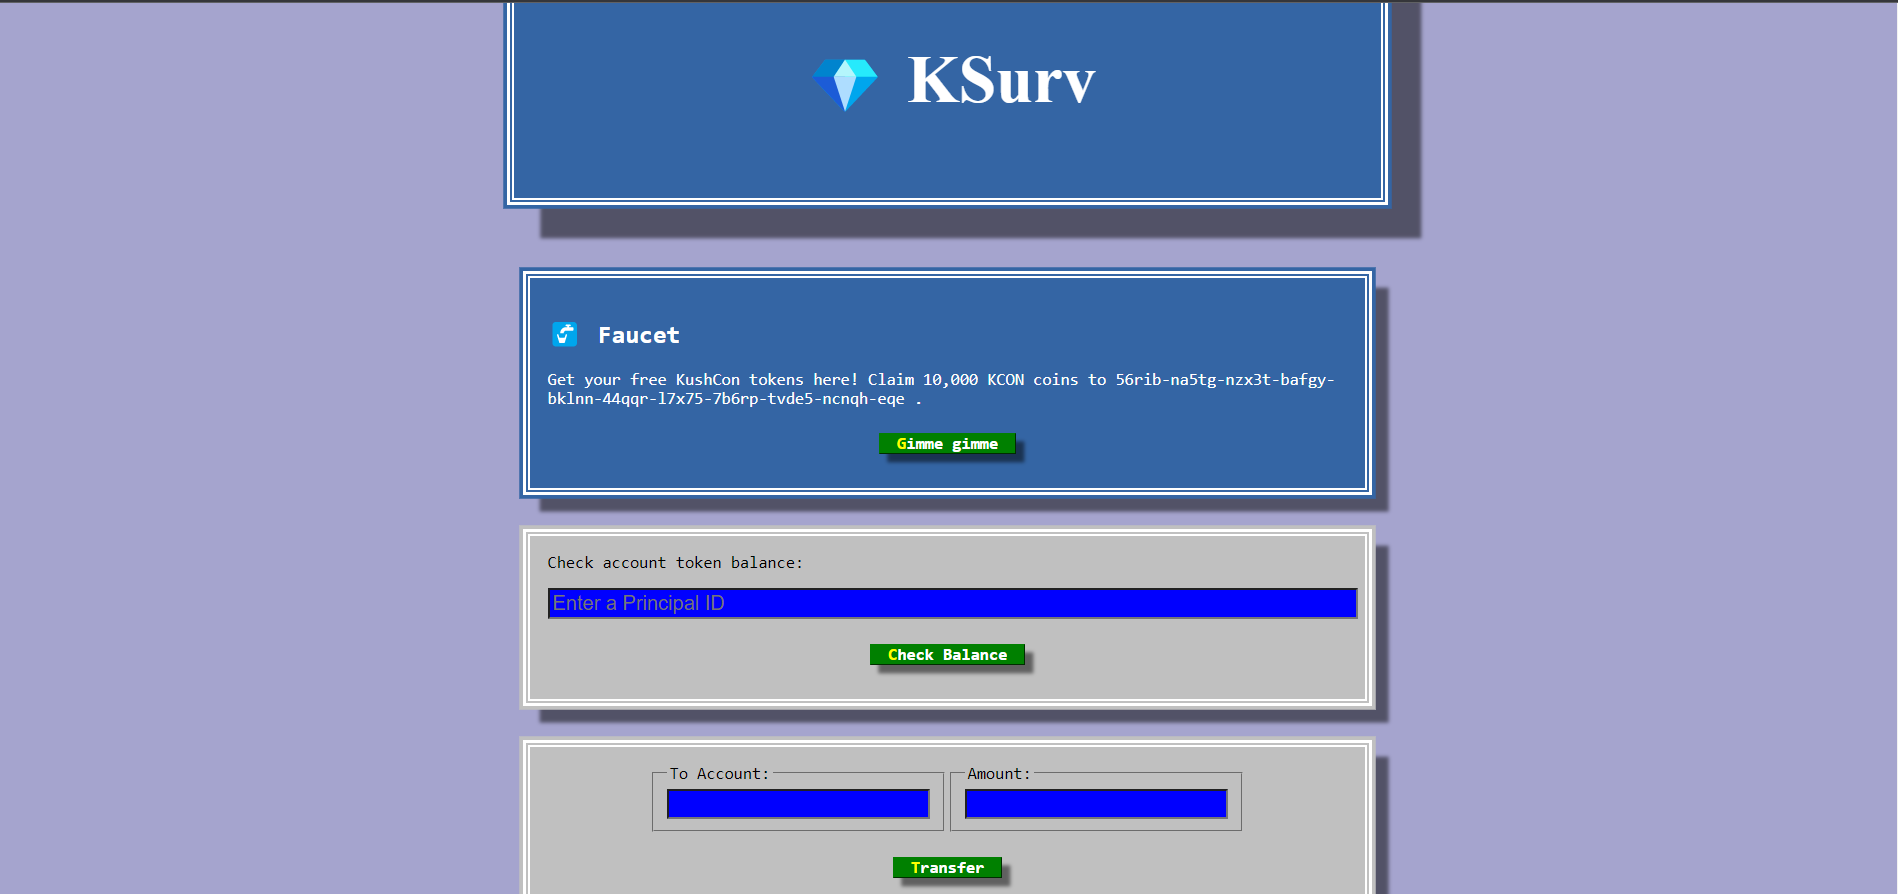 KSurv
Faucet
Get your free KushCon tokens here! Claim 10,000 KCON coins to 56rib-na5tg-nzx3t-bafgy-
bklnn-44qqr-l7x75-7b6rp-tvde5-ncnqh-eqe .
Gimme gimme
Check account token balance:
Enter a Principal ID
Check Balance
To Account:
Amount:
Transfer